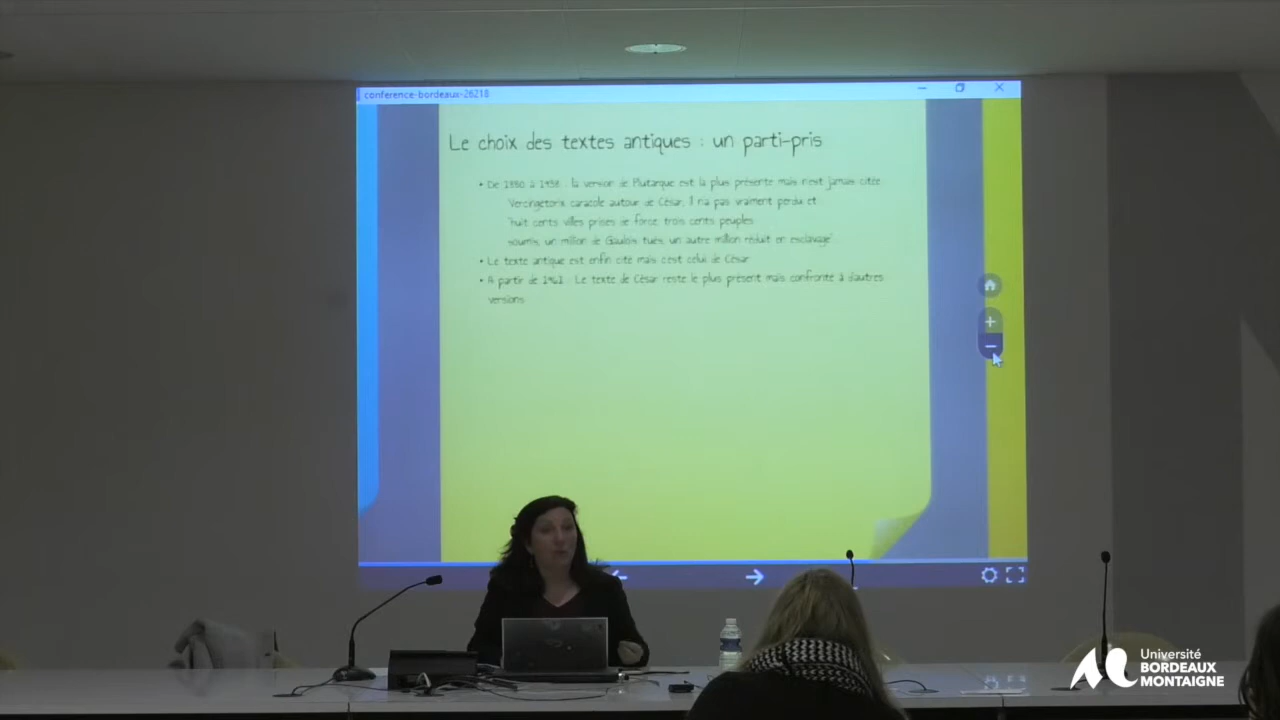 conference-bordeaux-26218
Le choix des textes antiques : un parti-pris
• De 1880 à 1938 : la version de Plutarque est la plus présente mais n'est jamais citée.
Vercingétorix caracole autour de César, Il n'a pas vraiment perdu et
"huit cents villes prises de force, trois cents peuples
soumis, un million de Gaulois tués, un autre million réduit en esclavage"
• Le texte antique est enfin cité mais c'est celui de César
• A partir de 1961 : Le texte de César reste le plus présent mais confronté à d'autres
versions
Université
BORDEAUX
MONTAIGNE